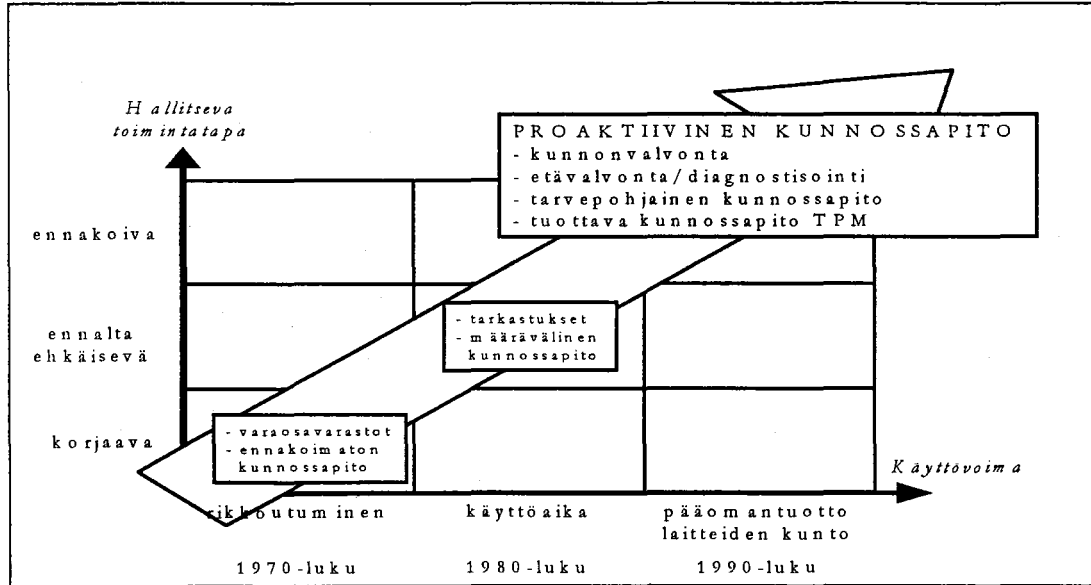 Hallitseva
toimintatapa
PROAKTIIVINEN KUNNOSSAPITO
- kunnonvalvonta
- etävalvonta/diagnostisointi
- tarvepohjainen kunnossapito
- tuottava kunnossapito TPM
ennakoiva
ennalta
ehkäisevä
- tarkastukset
- määrävälinen
kunnossapito
korjaava
- varaosavarastot
- ennakoimaton
kunnossapito
Käyttövoima
rikkoutuminen
käyttöaika
pääomantuotto
laitteiden kunto
1970-luku
1980-luku
1990-luku